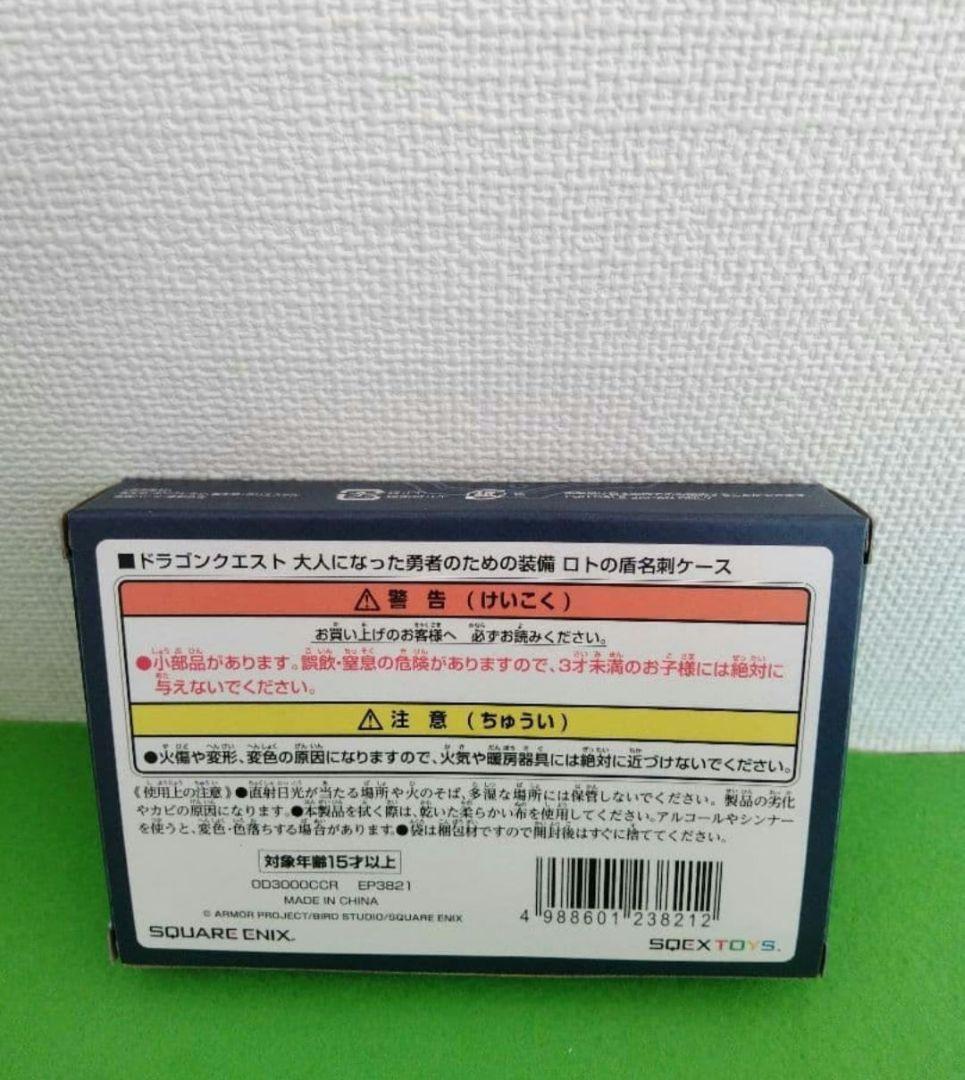 ■ドラゴンクエスト 大人になった勇者のための装備 ロトの盾名刺ケース
⚠警告(けいこく)
お買い上げのお客様へ 必ずお読みください。
●小部品があります。誤飲・窒息の危険がありますので、3才未満のお子様には絶対に
与えないでください。
⚠注意(ちゅうい)
●火傷や変形、変色の原因になりますので、火気や暖房器具には絶対に近づけないでください。
《使用上の注意》●直射日光が当たる場所や火のそば、多湿な場所には保管しないでください。製品の劣化
やカビの原因になります。●本製品を拭く際は、乾いた柔らかい布を使用してください。アルコールやシンナー
を使うと、変色・色落ちする場合があります。●袋は梱包材ですので開封後はすぐに捨ててください。
対象年齢15才以上
OD3000CCR EP3821
MADE IN CHINA
© ARMOR PROJECT/BIRD STUDIO/SQUARE ENIX
SQUARE ENIX.
4 988601 238212
SQEX TOYS.